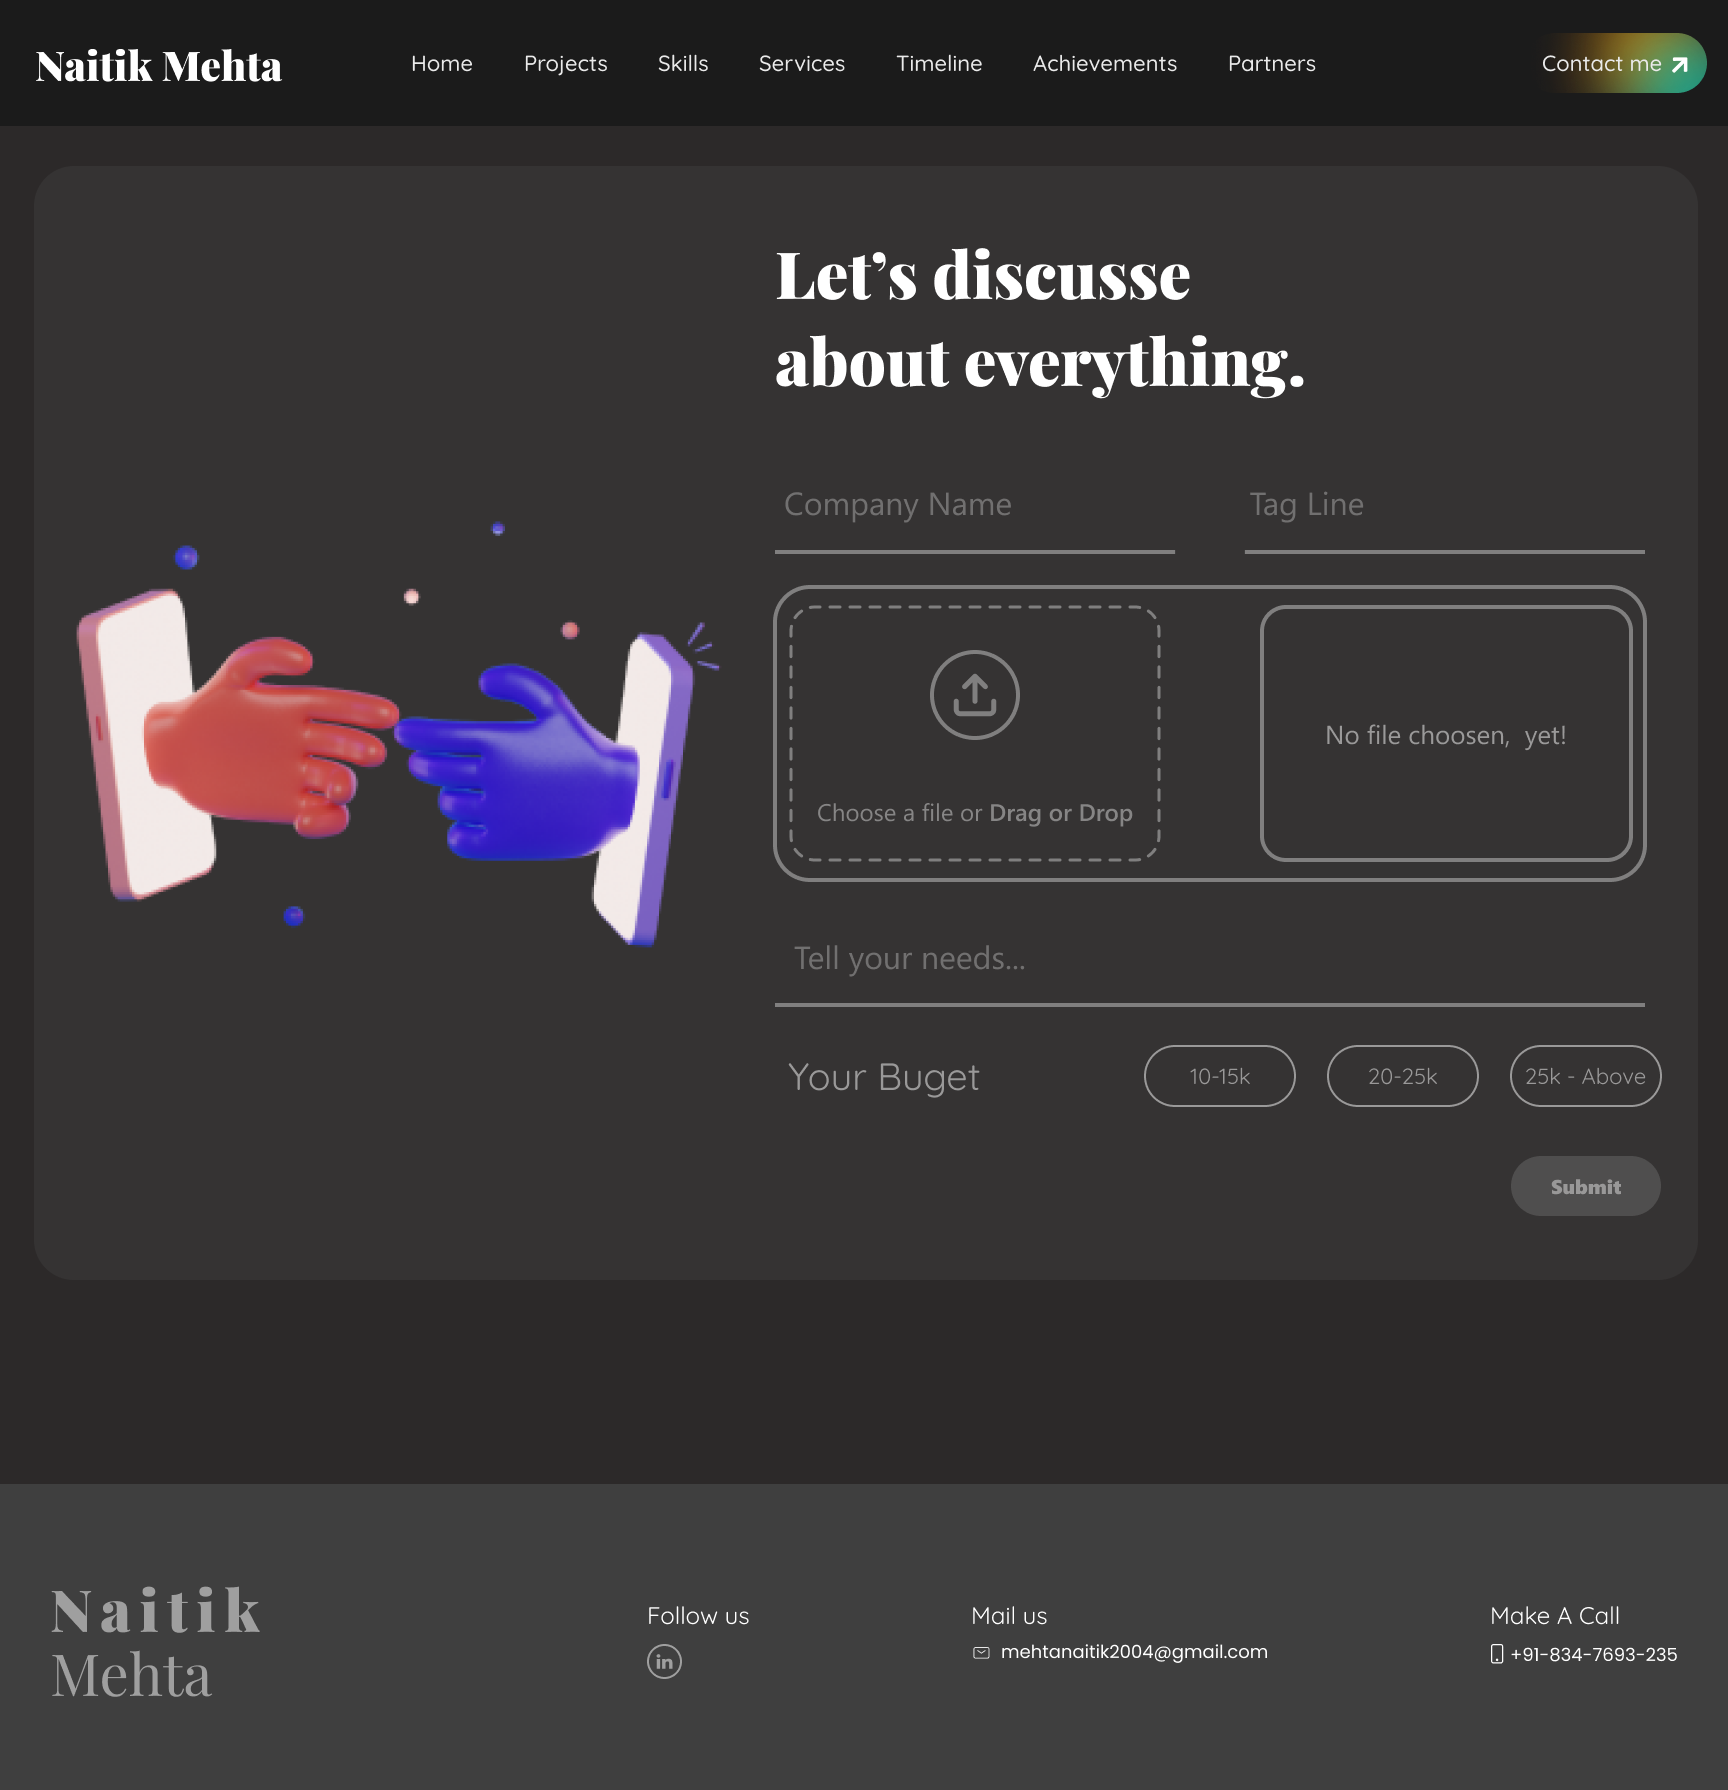 Naitik Mehta
Home Projects Skills Services Timeline Achievements Partners
Contact me
Let’s discusse
about everything.
Company Name
Tag Line
Choose a file or Drag or Drop
No file choosen, yet!
Tell your needs...
Your Buget
10-15k
20-25k
25k - Above
Submit
Naitik
Mehta
Follow us
in
Mail us
mehtanaitik2004@gmail.com
Make A Call
+91-834-7693-235